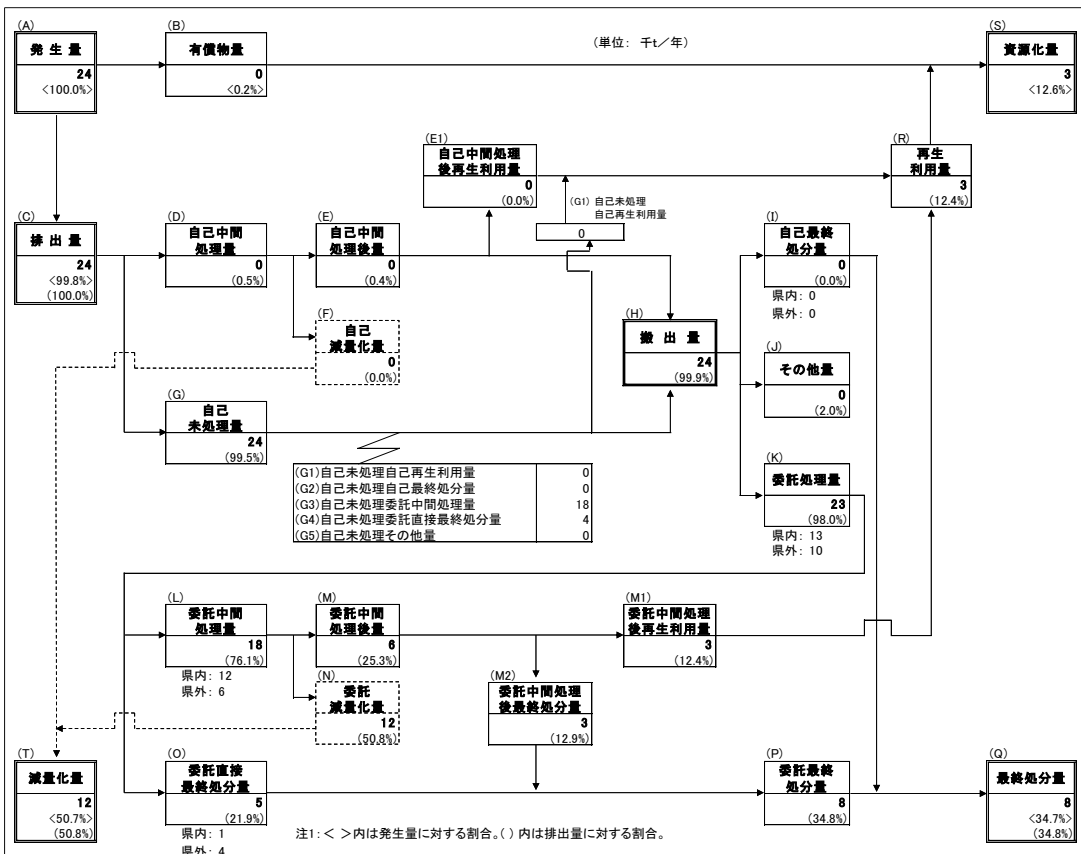 (A)
発生量
24
<100.0%>
(B)
有償物量
0
<0.2%>
(単位: 千t/年)
(S)
資源化量
3
<12.6%>
(E1)
自己中間処理
後再生利用量
0
(0.0%)
(G1) 自己未処理
自己再生利用量
0
(R)
再生
利用量
3
(12.4%)
(C)
排出量
24
<99.8%>
(100.0%)
(D)
自己中間
処理量
0
(0.5%)
(E)
自己中間
処理後量
0
(0.4%)
(F)
自己
減量化量
0
(0.0%)
(I)
自己最終
処分量
0
(0.0%)
県内: 0
県外: 0
(H)
搬出量
24
(99.9%)
(J)
その他量
0
(2.0%)
(G)
自己
未処理量
24
(99.5%)
(G1)自己未処理自己再生利用量 0
(G2)自己未処理自己最終処分量 0
(G3)自己未処理委託中間処理量 18
(G4)自己未処理委託直接最終処分量 4
(G5)自己未処理その他量 0
(K)
委託処理量
23
(98.0%)
県内: 13
県外: 10
(L)
委託中間
処理量
18
(76.1%)
県内: 12
県外: 6
(M)
委託中間
処理後量
6
(25.3%)
(N)
委託
減量化量
12
(50.8%)
(M1)
委託中間処理
後再生利用量
3
(12.4%)
(M2)
委託中間処理
後最終処分量
3
(12.9%)
(T)
減量化量
12
<50.7%>
(50.8%)
(O)
委託直接
最終処分量
5
(21.9%)
県内: 1
県外: 4
(P)
委託最終
処分量
8
(34.8%)
(Q)
最終処分量
8
<34.7%>
(34.8%)
注1:< >内は発生量に対する割合。( )内は排出量に対する割合。